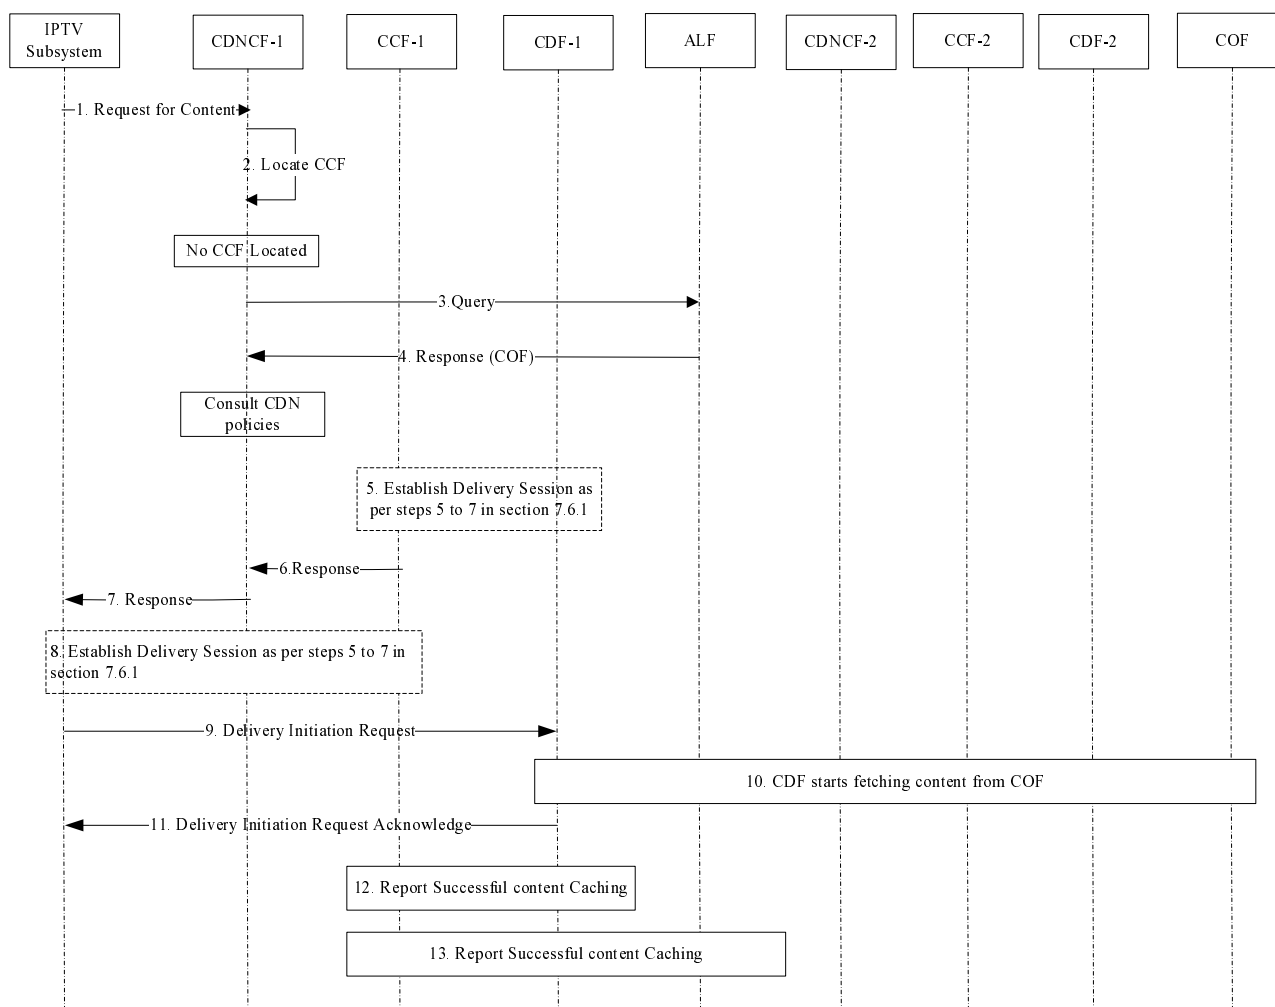 IPTV
Subsystem
CDNCF-1
CCF-1
CDF-1
ALF
CDNCF-2
CCF-2
CDF-2
COF
1. Request for Content
2. Locate CCF
No CCF Located
3.Query
4. Response (COF)
Consult CDN
policies
5. Establish Delivery Session as
per steps 5 to 7 in section 7.6.1
6.Response
7. Response
8. Establish Delivery Session as per steps 5 to 7 in
section 7.6.1
9. Delivery Initiation Request
10. CDF starts fetching content from COF
11. Delivery Initiation Request Acknowledge
12. Report Successful content Caching
13. Report Successful content Caching